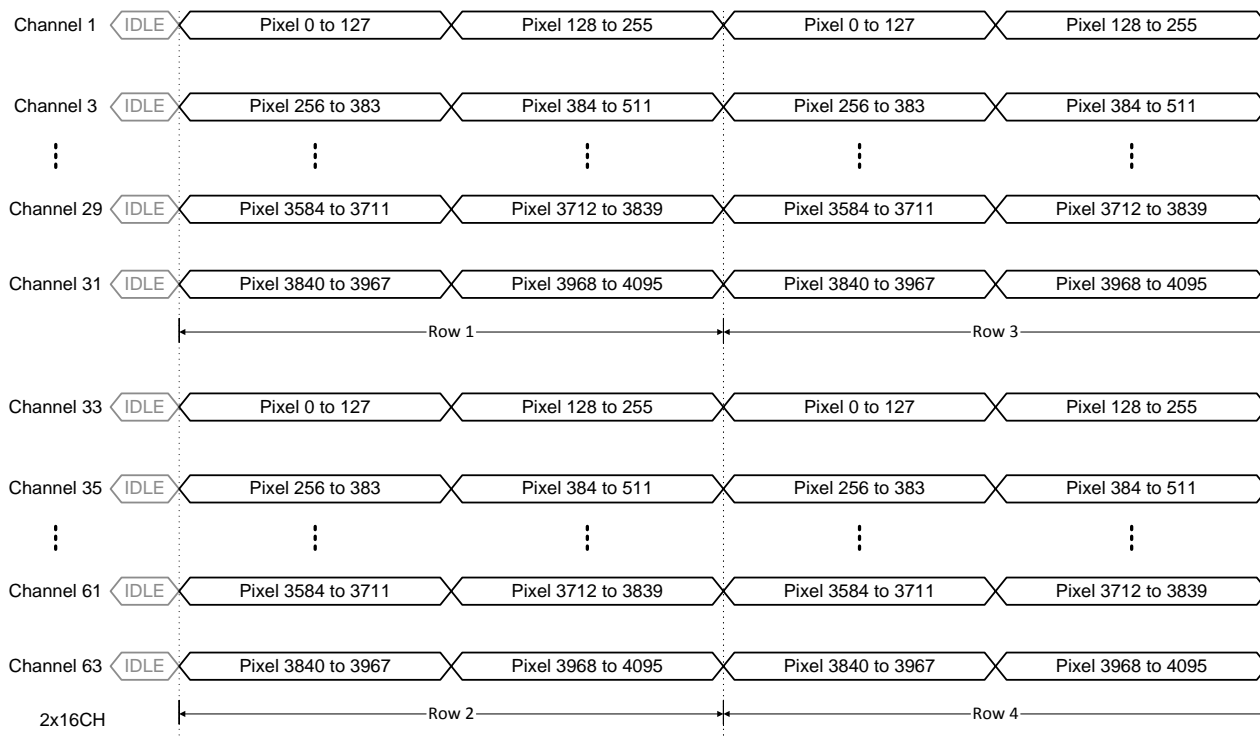 Channel 1 IDLE Pixel 0 to 127 Pixel 128 to 255 Pixel 0 to 127 Pixel 128 to 255
Channel 3 IDLE Pixel 256 to 383 Pixel 384 to 511 Pixel 256 to 383 Pixel 384 to 511
Channel 29 IDLE Pixel 3584 to 3711 Pixel 3712 to 3839 Pixel 3584 to 3711 Pixel 3712 to 3839
Channel 31 IDLE Pixel 3840 to 3967 Pixel 3968 to 4095 Pixel 3840 to 3967 Pixel 3968 to 4095
Row 1 Row 3
Channel 33 IDLE Pixel 0 to 127 Pixel 128 to 255 Pixel 0 to 127 Pixel 128 to 255
Channel 35 IDLE Pixel 256 to 383 Pixel 384 to 511 Pixel 256 to 383 Pixel 384 to 511
Channel 61 IDLE Pixel 3584 to 3711 Pixel 3712 to 3839 Pixel 3584 to 3711 Pixel 3712 to 3839
Channel 63 IDLE Pixel 3840 to 3967 Pixel 3968 to 4095 Pixel 3840 to 3967 Pixel 3968 to 4095
2x16CH Row 2 Row 4